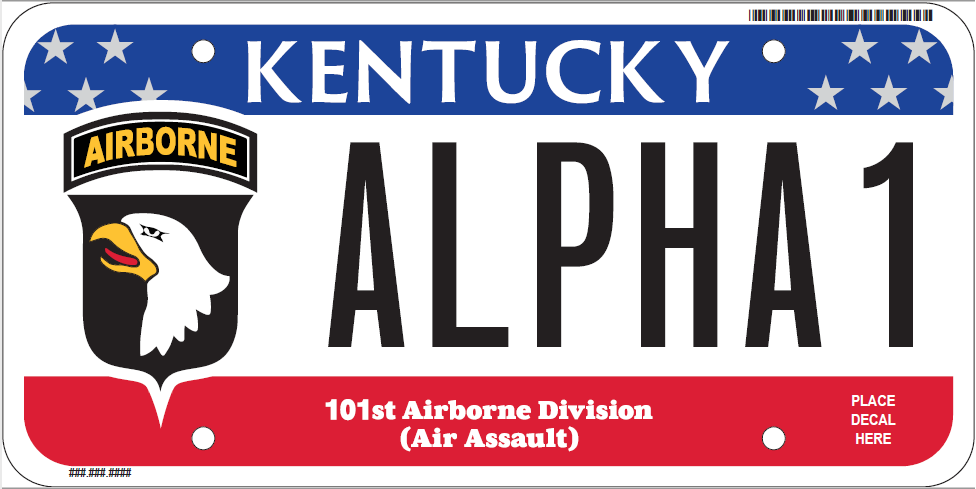 KENTUCKY
AIRBORNE
ALPHA1
101st Airborne Division
(Air Assault)
PLACE
DECAL
HERE
###.###.####